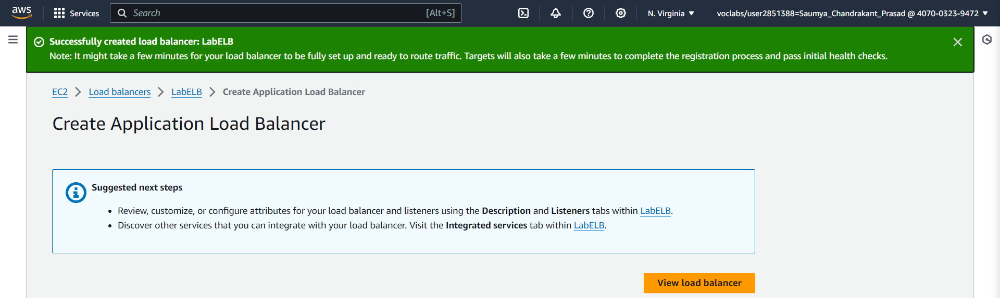 aws
Services
Search
[Alt+S]
N. Virginia
voclabs/user2851388=Saumya_Chandrakant_Prasad @ 4070-0323-9472
Successfully created load balancer: LabELB
Note: It might take a few minutes for your load balancer to be fully set up and ready to route traffic. Targets will also take a few minutes to complete the registration process and pass initial health checks.
EC2 > Load balancers > LabELB > Create Application Load Balancer
Create Application Load Balancer
Suggested next steps
• Review, customize, or configure attributes for your load balancer and listeners using the Description and Listeners tabs within LabELB.
• Discover other services that you can integrate with your load balancer. Visit the Integrated services tab within LabELB.
View load balancer